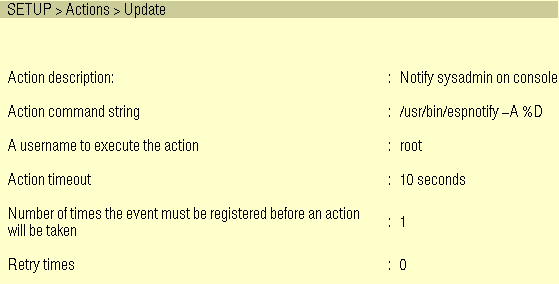 SETUP > Actions > Update
Action description: : Notify sysadmin on console
Action command string : /usr/bin/espnotify –A %D
A username to execute the action : root
Action timeout : 10 seconds
Number of times the event must be registered before an action
will be taken : 1
Retry times : 0